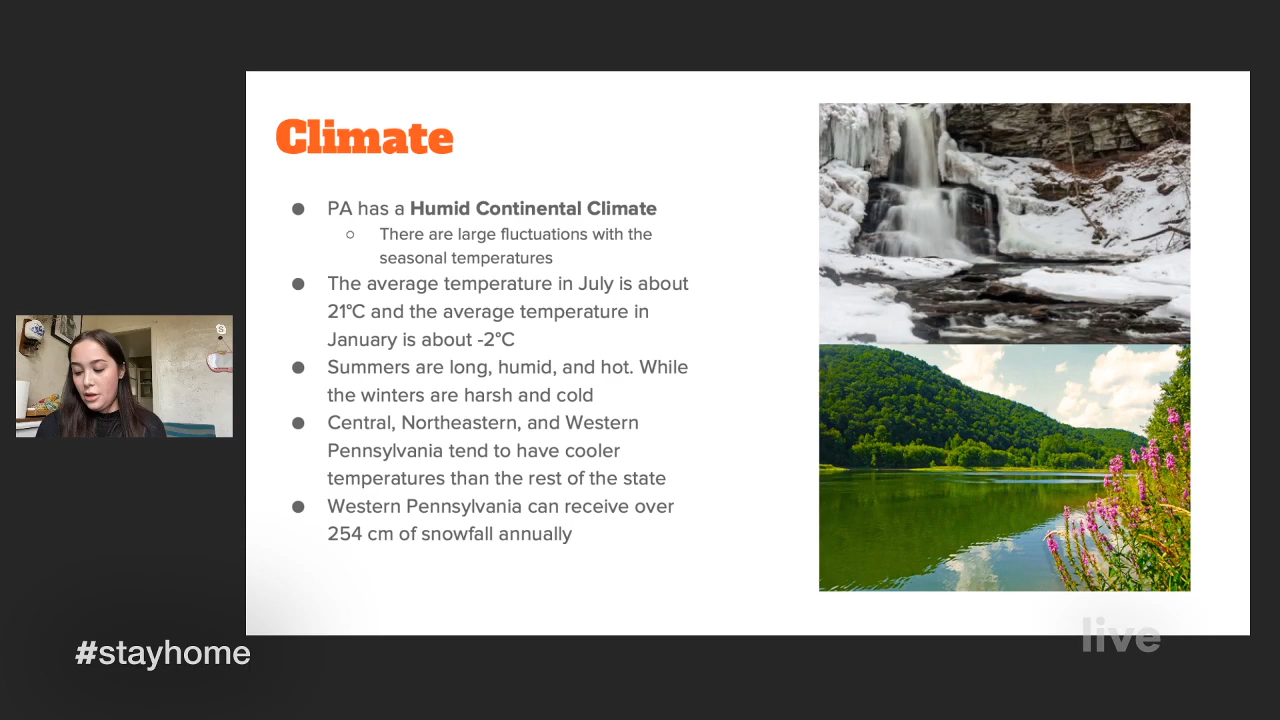 Climate
● PA has a Humid Continental Climate
○ There are large fluctuations with the
seasonal temperatures
● The average temperature in July is about
21°C and the average temperature in
January is about -2°C
● Summers are long, humid, and hot. While
the winters are harsh and cold
● Central, Northeastern, and Western
Pennsylvania tend to have cooler
temperatures than the rest of the state
● Western Pennsylvania can receive over
254 cm of snowfall annually
#stayhome
live